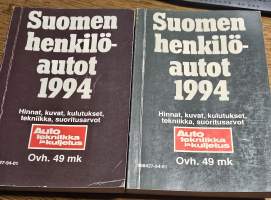 Suomen
henkilö-
autot
1994
Hinnat, kuvat, kulutukset,
tekniikka, suoritusarvot
Auto
tekniikka
ja kuljetus
Ovh. 49 mk
Suomen
henkilö-
autot
1994
Hinnat, kuvat, kulutukset,
tekniikka, suoritusarvot
Auto
tekniikka
ja kuljetus
Ovh. 49 mk